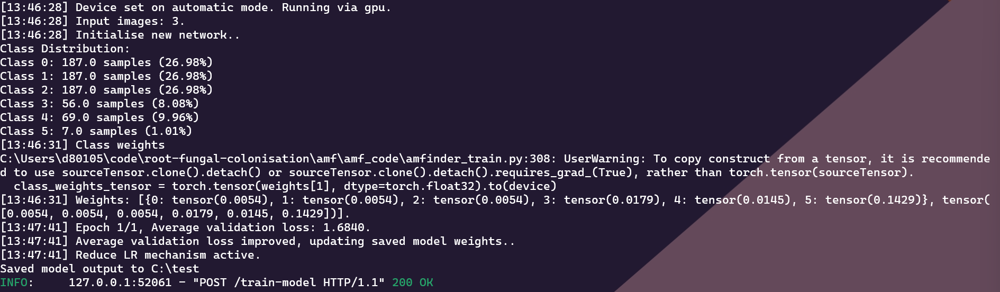 [13:46:28] Device set on automatic mode. Running via gpu.
[13:46:28] Input images: 3.
[13:46:28] Initialise new network..
Class Distribution:
Class 0: 187.0 samples (26.98%)
Class 1: 187.0 samples (26.98%)
Class 2: 187.0 samples (26.98%)
Class 3: 56.0 samples (8.08%)
Class 4: 69.0 samples (9.96%)
Class 5: 7.0 samples (1.01%)
[13:46:31] Class weights
C:\Users\d80105\code\root-fungal-colonisation\amf\amf_code\amfinder_train.py:308: UserWarning: To copy construct from a tensor, it is recommende
d to use sourceTensor.clone().detach() or sourceTensor.clone().detach().requires_grad_(True), rather than torch.tensor(sourceTensor).
  class_weights_tensor = torch.tensor(weights[1], dtype=torch.float32).to(device)
[13:46:31] Weights: [{0: tensor(0.0054), 1: tensor(0.0054), 2: tensor(0.0054), 3: tensor(0.0179), 4: tensor(0.0145), 5: tensor(0.1429)}, tensor(
[0.0054, 0.0054, 0.0054, 0.0179, 0.0145, 0.1429])].
[13:47:41] Epoch 1/1, Average validation loss: 1.6840.
[13:47:41] Average validation loss improved, updating saved model weights..
[13:47:41] Reduce LR mechanism active.
Saved model output to C:\test
INFO:     127.0.0.1:52061 - "POST /train-model HTTP/1.1" 200 OK